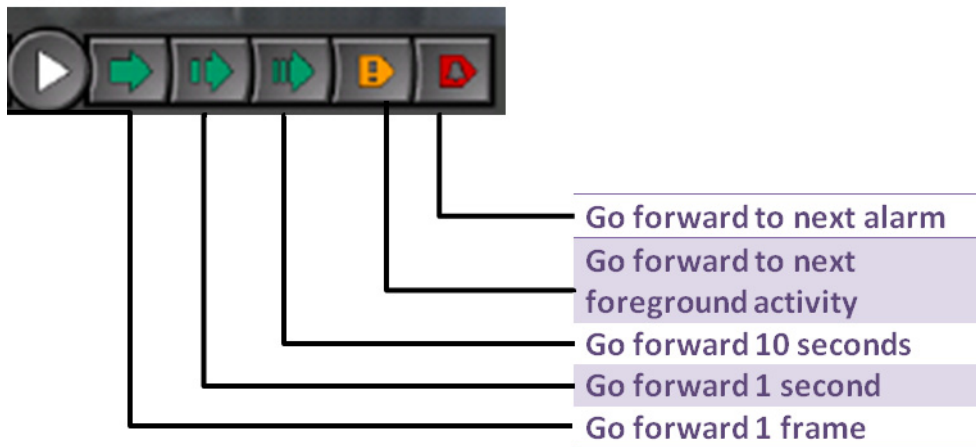 Go forward to next alarm
Go forward to next
foreground activity
Go forward 10 seconds
Go forward 1 second
Go forward 1 frame